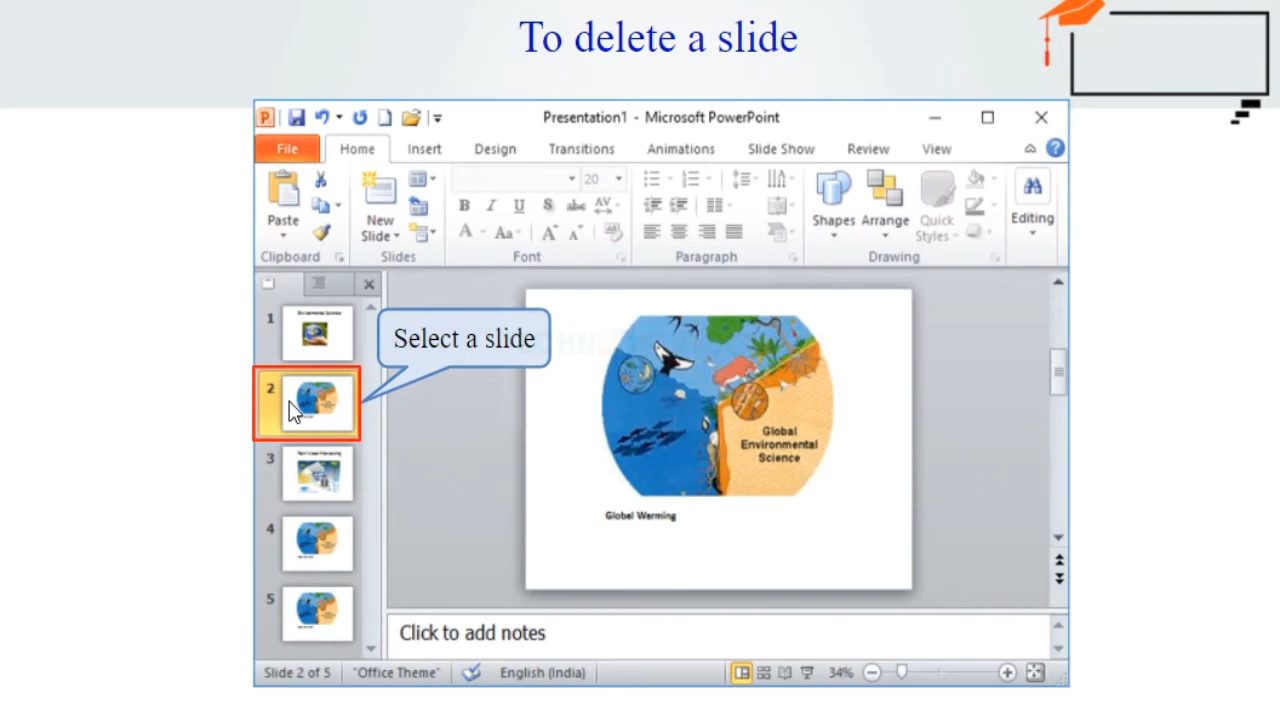 To delete a slide
Presentation1 - Microsoft PowerPoint
File Home Insert Design Transitions Animations Slide Show Review View
20
Paste
New
Slide
Shapes Arrange Quick
Styles
Editing
B I U S abc AV
A Aa A A
Clipboard Slides Font Paragraph Drawing
1
Select a slide
2
3
4
5
Global
Environmental
Science
Global Warming
Click to add notes
Slide 2 of 5 "Office Theme" English (India) 34%